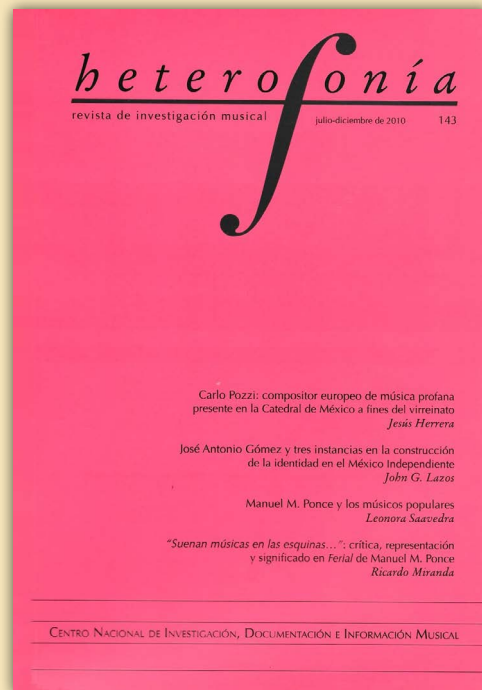 heterofonía
revista de investigación musical julio-diciembre de 2010 143
Carlo Pozzi: compositor europeo de música profana
presente en la Catedral de México a fines del virreinato
Jesús Herrera
José Antonio Gómez y tres instancias en la construcción
de la identidad en el México Independiente
John G. Lazos
Manuel M. Ponce y los músicos populares
Leonora Saavedra
"Suenan músicas en las esquinas...": crítica, representación
y significado en Ferial de Manuel M. Ponce
Ricardo Miranda
CENTRO NACIONAL DE INVESTIGACIÓN, DOCUMENTACIÓN E INFORMACIÓN MUSICAL